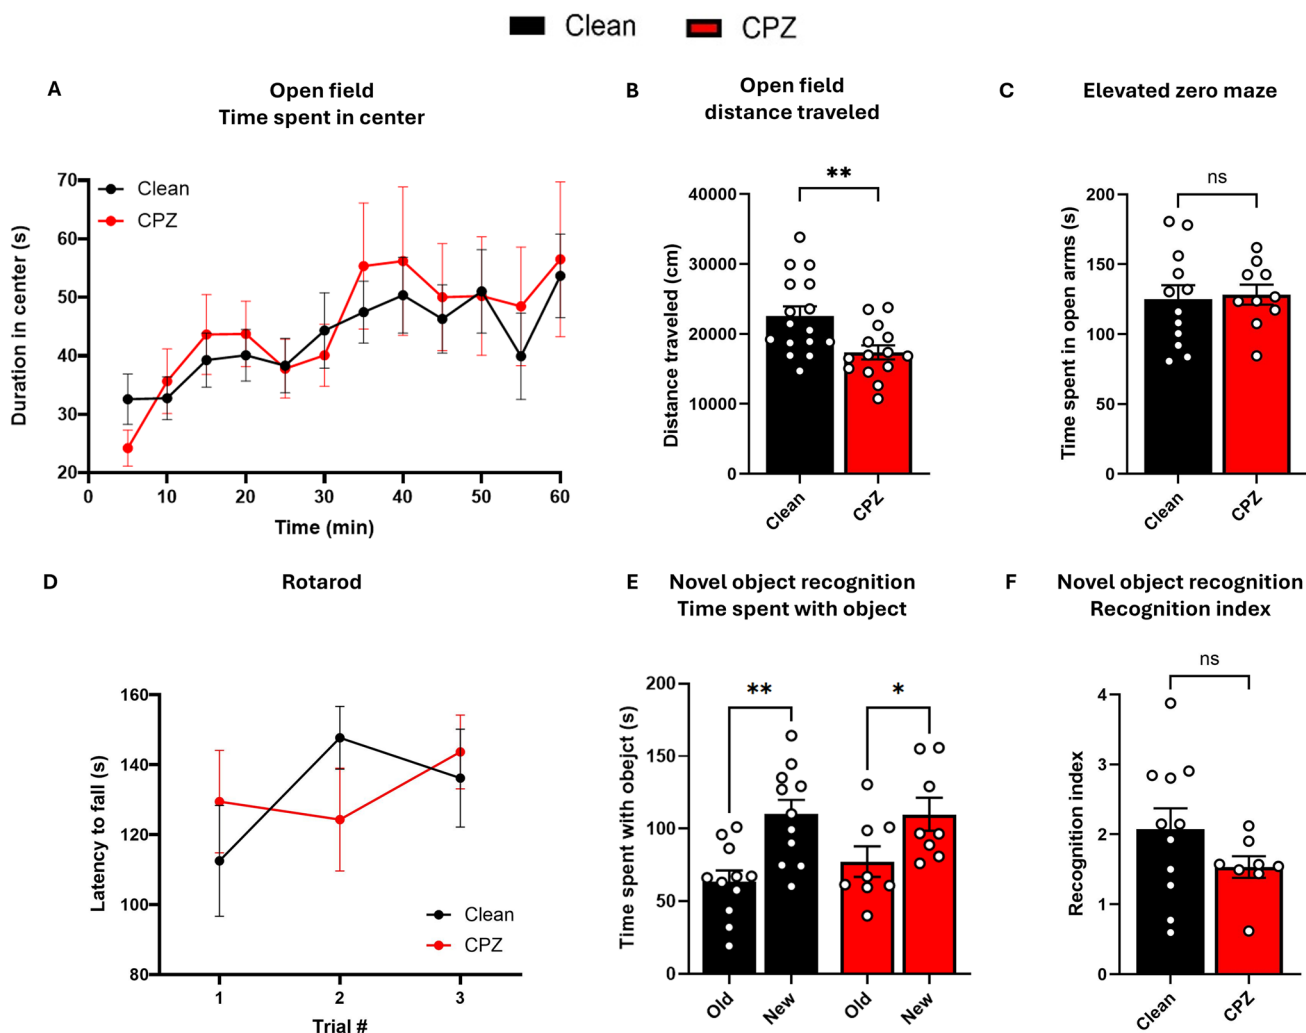 Clean CPZ
A
Open field
Time spent in center
70
60
50
40
30
20
Duration in center (s)
Clean
CPZ
0 10 20 30 40 50 60
Time (min)
B
Open field
distance traveled
40000
30000
20000
10000
0
Distance traveled (cm)
**
Clean CPZ
C
Elevated zero maze
200
150
100
50
0
Time spent in open arms (s)
ns
Clean CPZ
D
Rotarod
160
140
120
100
80
Latency to fall (s)
Clean
CPZ
1 2 3
Trial #
E
Novel object recognition
Time spent with object
200
150
100
50
0
Time spent with obejct (s)
** *
Old New Old New
F
Novel object recognition
Recognition index
4
3
2
1
0
Recognition index
ns
Clean CPZ